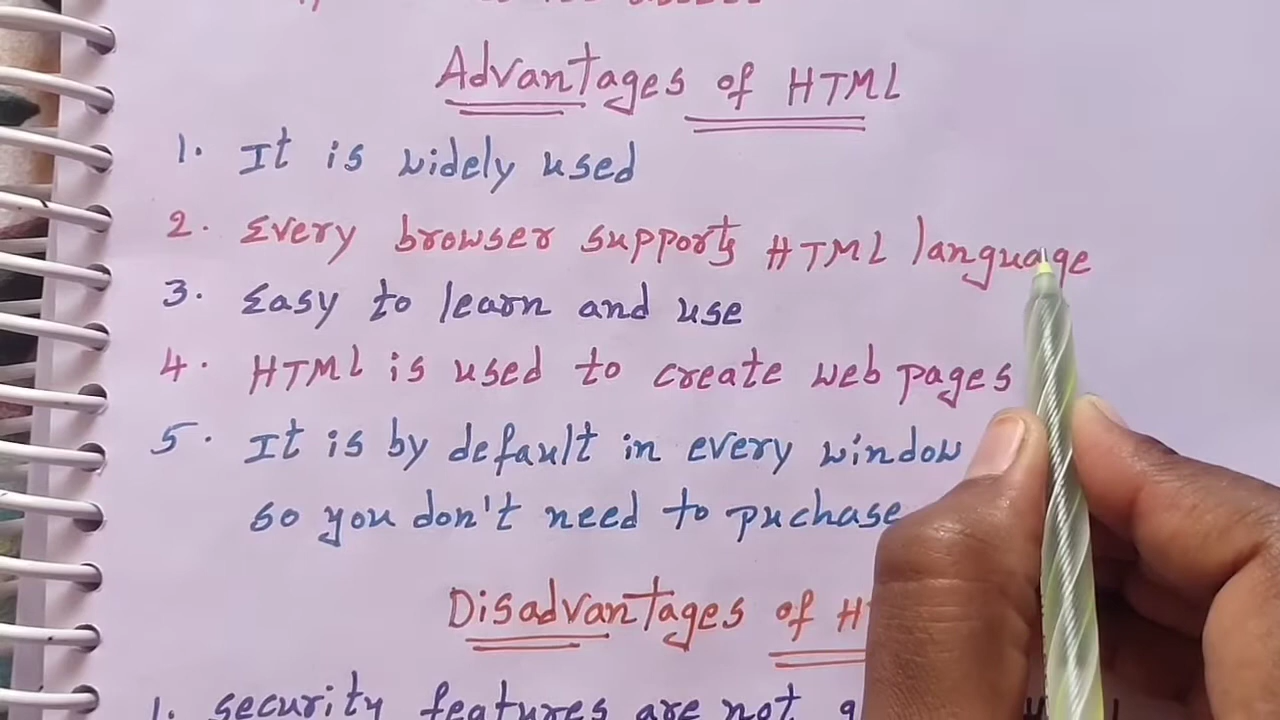 Advantages of HTML
1. It is widely used
2. Every browser supports HTML language
3. Easy to learn and use
4. HTML is used to create web pages
5. It is by default in every window
so you don't need to puchase
Disadvantages of
1. security features are not